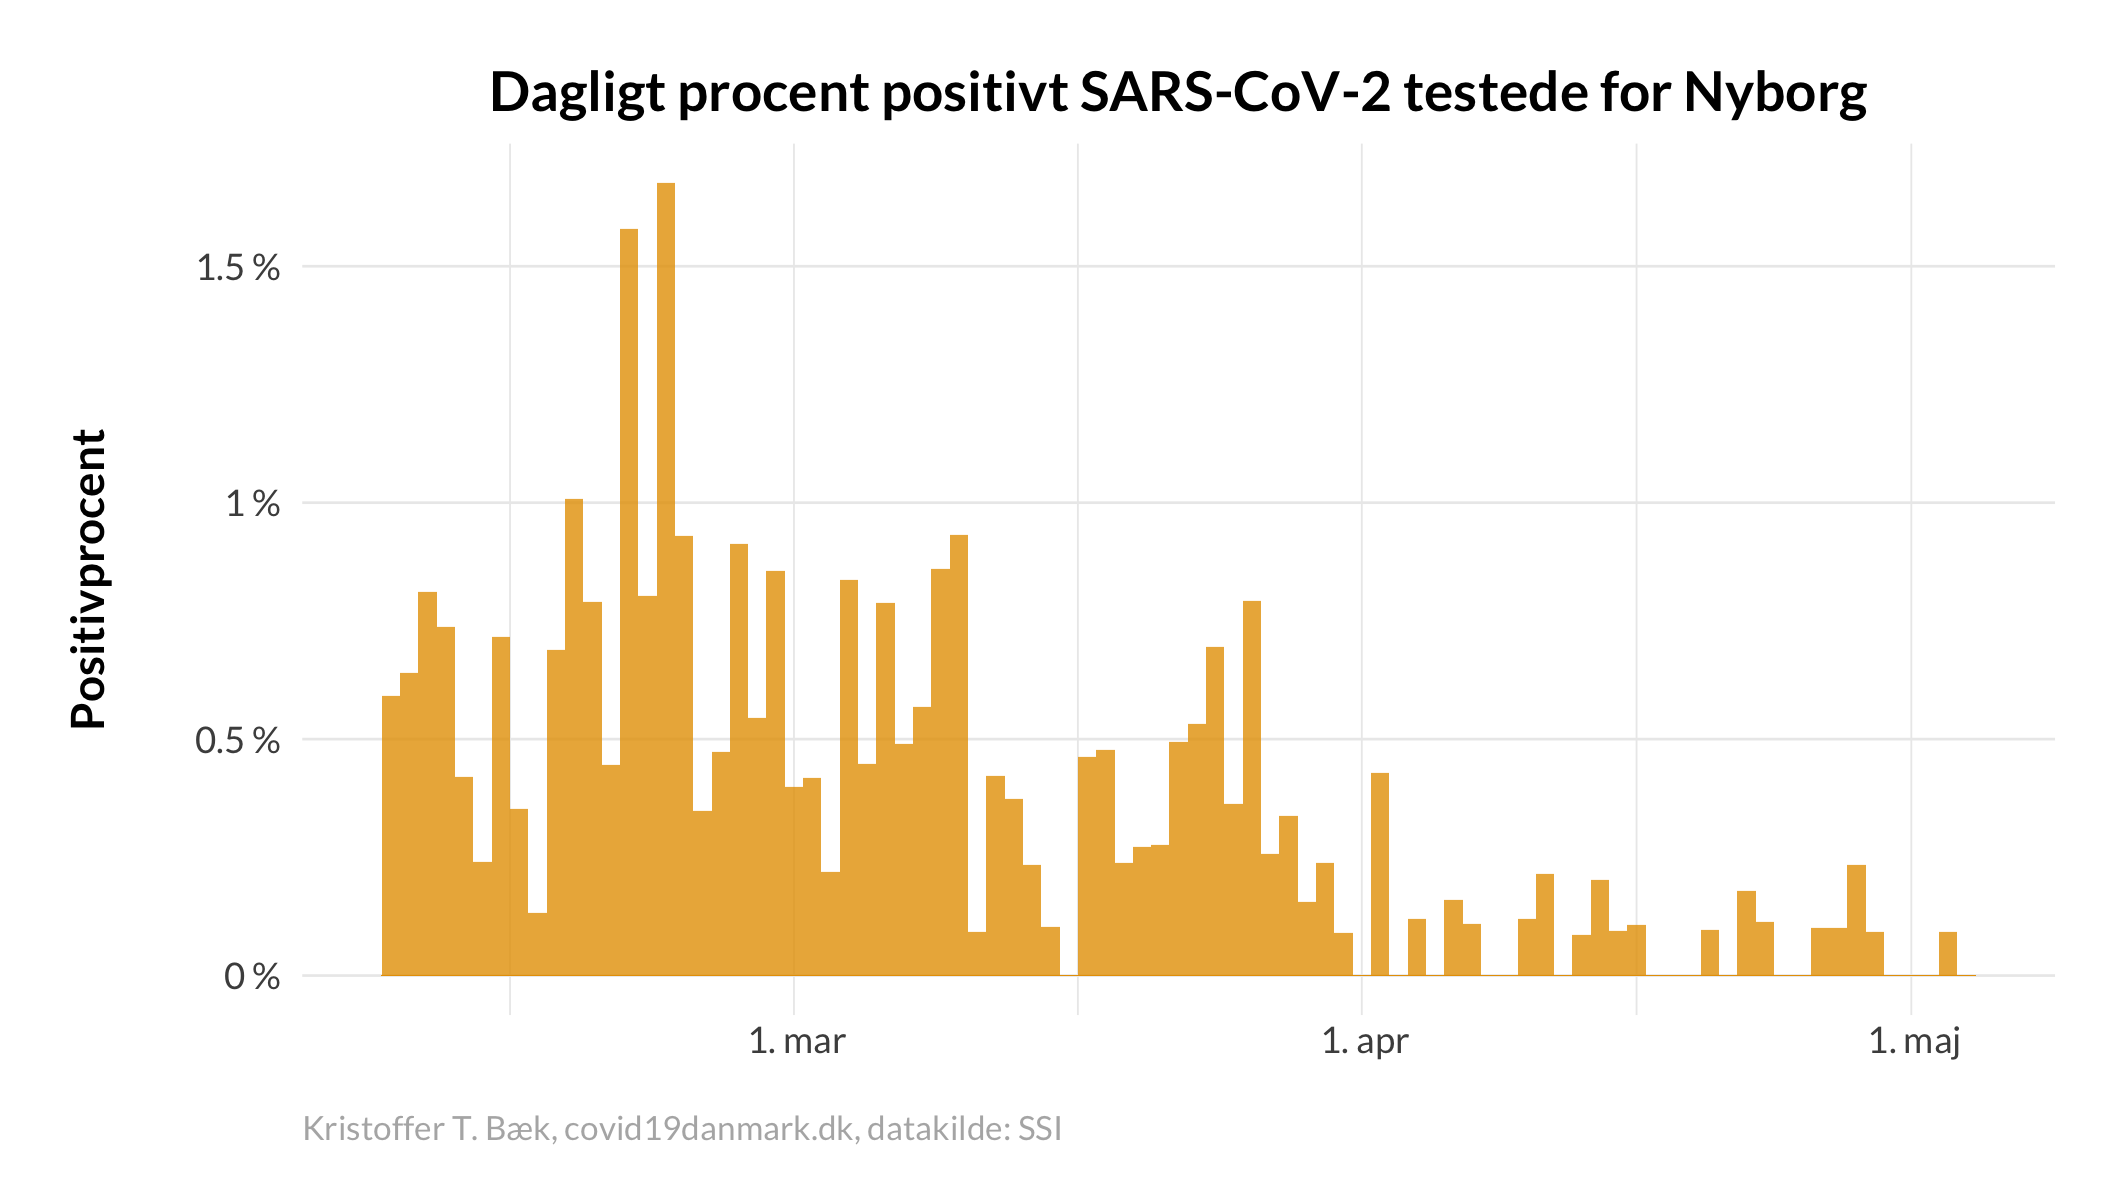 Dagligt procent positivt SARS-CoV-2 testede for Nyborg
Positivprocent
1.5 %
1 %
0.5 %
0 %
1. mar
1. apr
1. maj
Kristoffer T. Bæk, covid19danmark.dk, datakilde: SSI